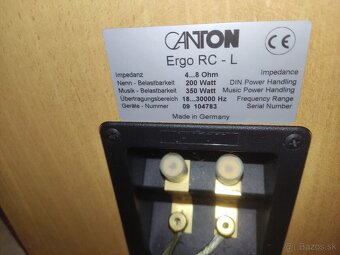 CANTON
CE
Ergo RC - L
Impedanz 4...8 Ohm Impedance
Nenn - Belastbarkeit 200 Watt DIN Power Handling
Musik - Belastbarkeit 350 Watt Music Power Handling
Übertragungsbereich 18...30000 Hz Frequency Range
Geräte - Nummer 09 104783 Serial Number
Made in Germany
bazos.sk